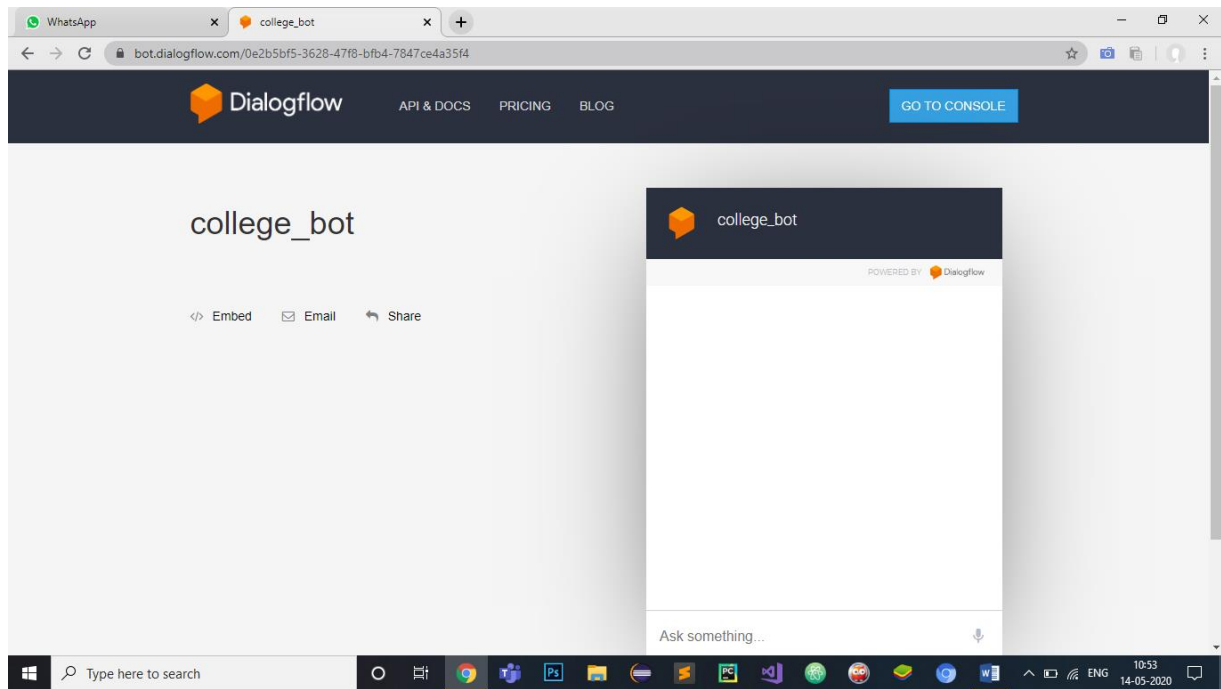 WhatsApp
college_bot
bot.dialogflow.com/0e2b5bf5-3628-47f8-bfb4-7847ce4a35f4
Dialogflow
API & DOCS
PRICING
BLOG
GO TO CONSOLE
college_bot
Embed
Email
Share
college_bot
POWERED BY Dialogflow
Ask something...
Type here to search
Ps
PC
W
ENG
10:53
14-05-2020